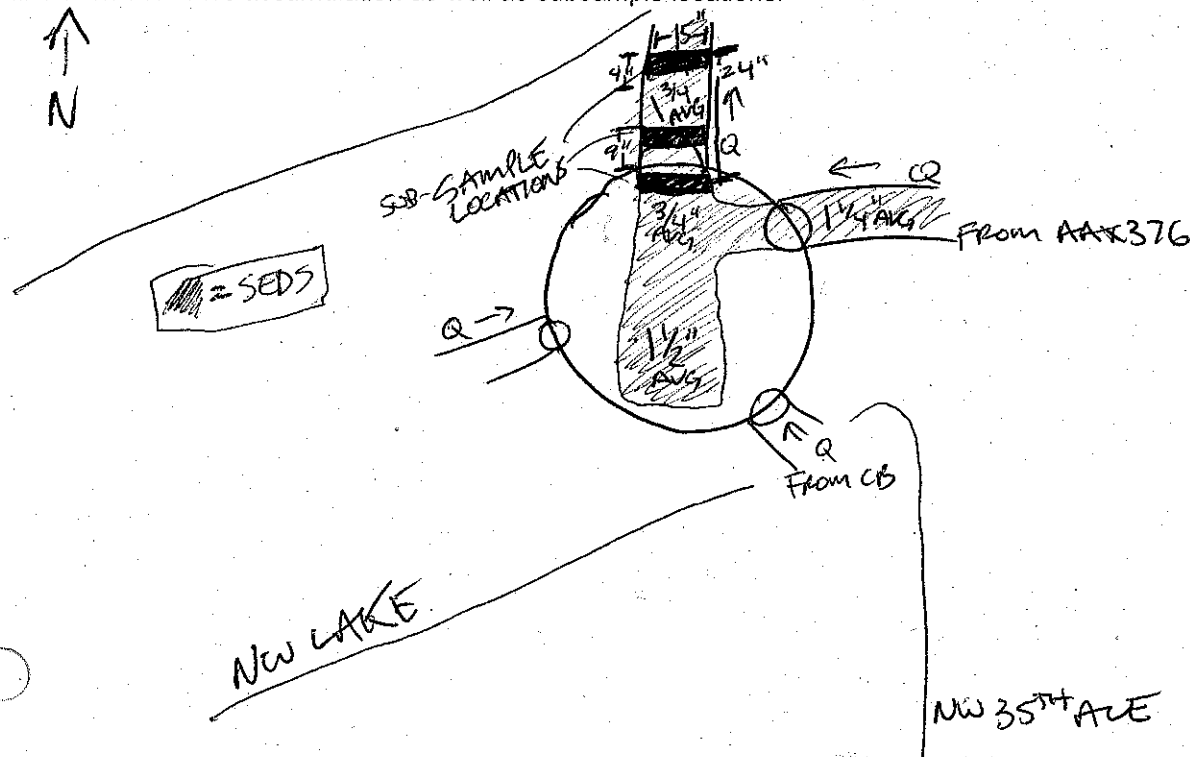 N
15"
4"
24"
1 3/4
AVG
9"
Q
SUB-SAMPLE
LOCATIONS
Q
3/4"
AVG
1 1/4" AVG
FROM AAX376
= SEDS
Q
1 1/2"
AVG
Q
FROM CB
NW LAKE
NW 35TH AVE